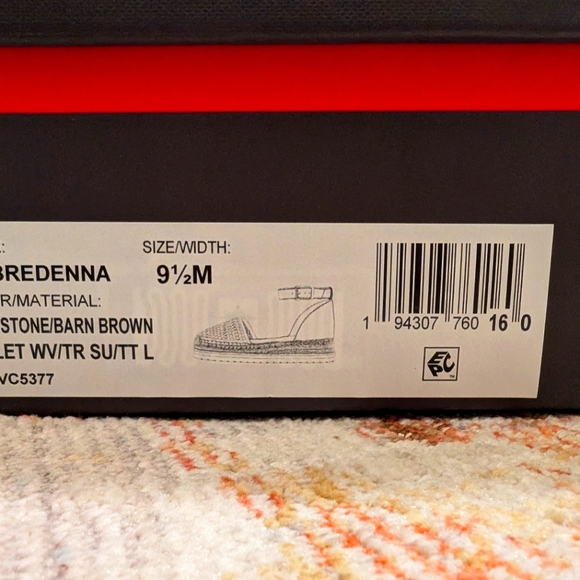 SIZE/WIDTH:
BREDENNA 9½M
R/MATERIAL:
STONE/BARN BROWN
LET WV/TR SU/TT L
VC5377
1 94307 760 16 0
EPC